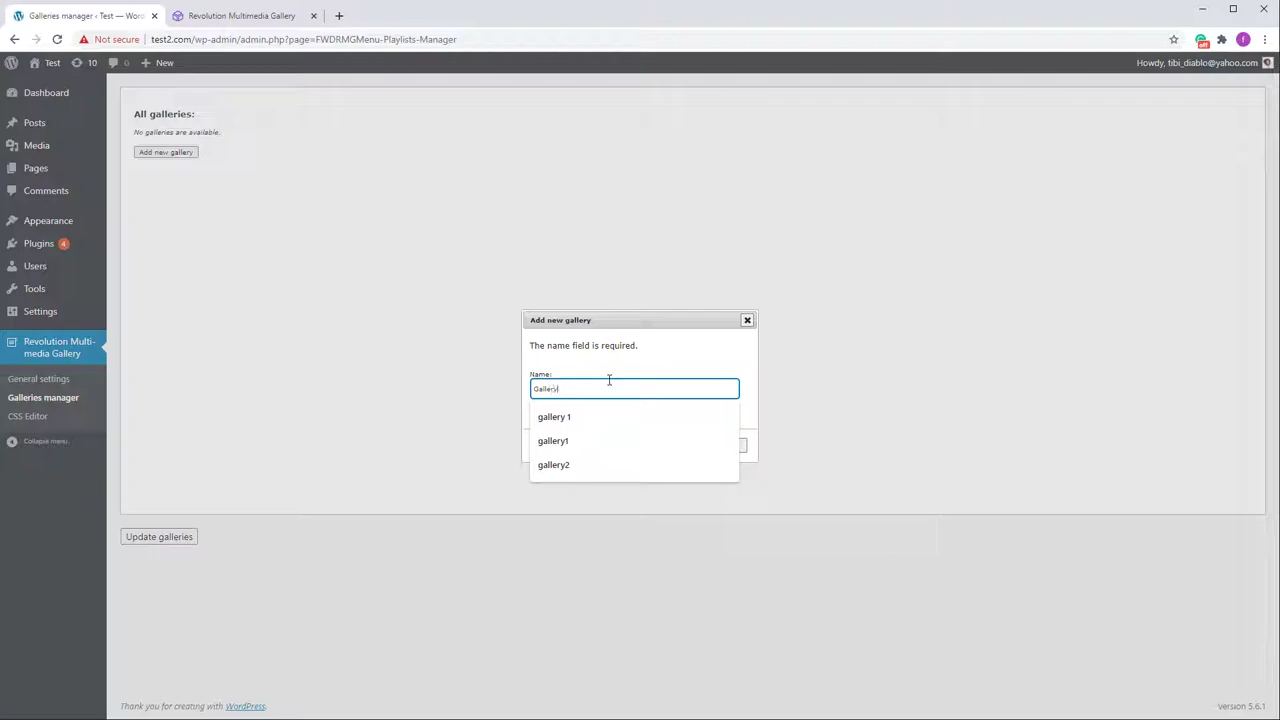 Galleries manager ‹ Test — Word
Revolution Multimedia Gallery
Not secure
test2.com/wp-admin/admin.php?page=FWDRMGMenu-Playlists-Manager
off
f
Test
10
0
New
Howdy, tibi_diablo@yahoo.com
Dashboard
Posts
Media
Pages
Comments
Appearance
Plugins 4
Users
Tools
Settings
Revolution Multi-
media Gallery
General settings
Galleries manager
CSS Editor
Collapse menu
All galleries:
No galleries are available.
Add new gallery
Add new gallery
The name field is required.
Name:
Gallery
gallery 1
gallery1
gallery2
Update galleries
Thank you for creating with WordPress.
Version 5.6.1